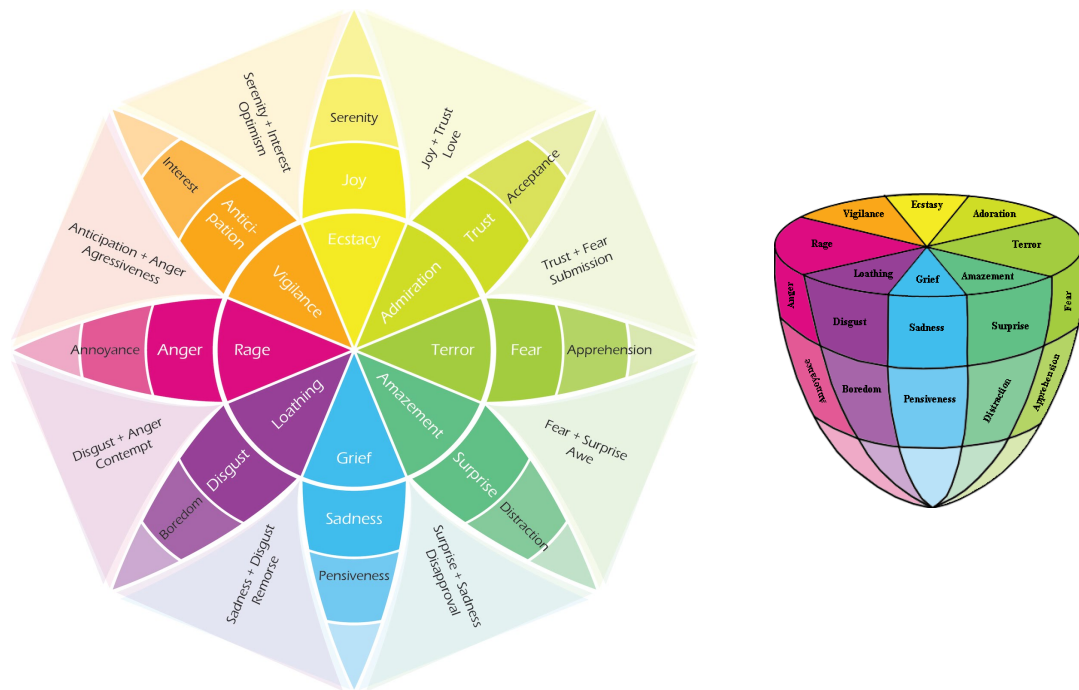 Serenity + Interest
Optimism
Joy + Trust
Love
Serenity
Joy
Ecstasy
Interest
Antici-
pation
Vigilance
Acceptance
Trust
Admiration
Anticipation + Anger
Agressiveness
Trust + Fear
Submission
Annoyance
Anger
Rage
Terror
Fear
Apprehension
Disgust + Anger
Contempt
Loathing
Disgust
Boredom
Amazement
Surprise
Distraction
Fear + Surprise
Awe
Grief
Sadness
Pensiveness
Sadness + Disgust
Remorse
Surprise + Sadness
Disapproval
Vigilance
Ecstasy
Adoration
Rage
Terror
Loathing
Grief
Amazement
Anger
Disgust
Sadness
Surprise
Fear
Annoyance
Boredom
Pensiveness
Distraction
Apprehension